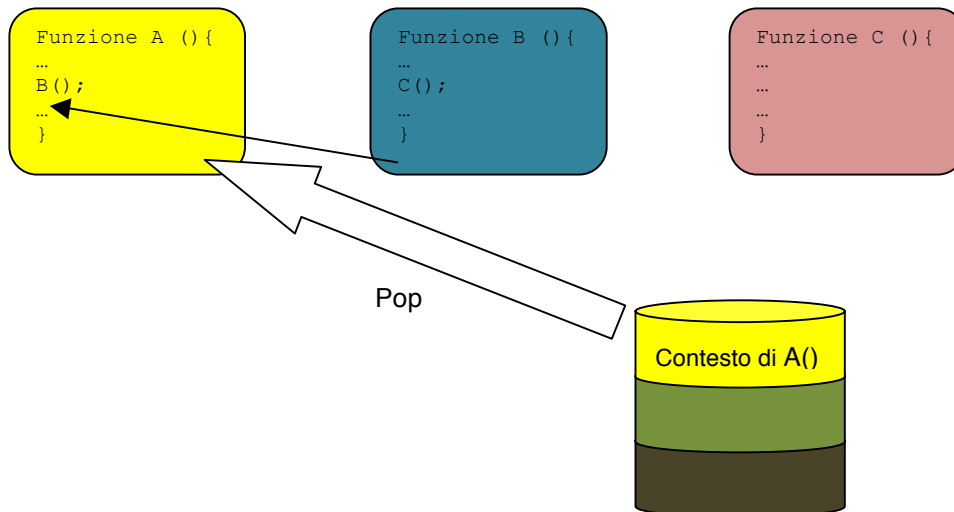 Funzione A (){
…
B();
…
}
Funzione B (){
…
C();
…
}
Funzione C (){
…
…
…
}
Pop
Contesto di A()